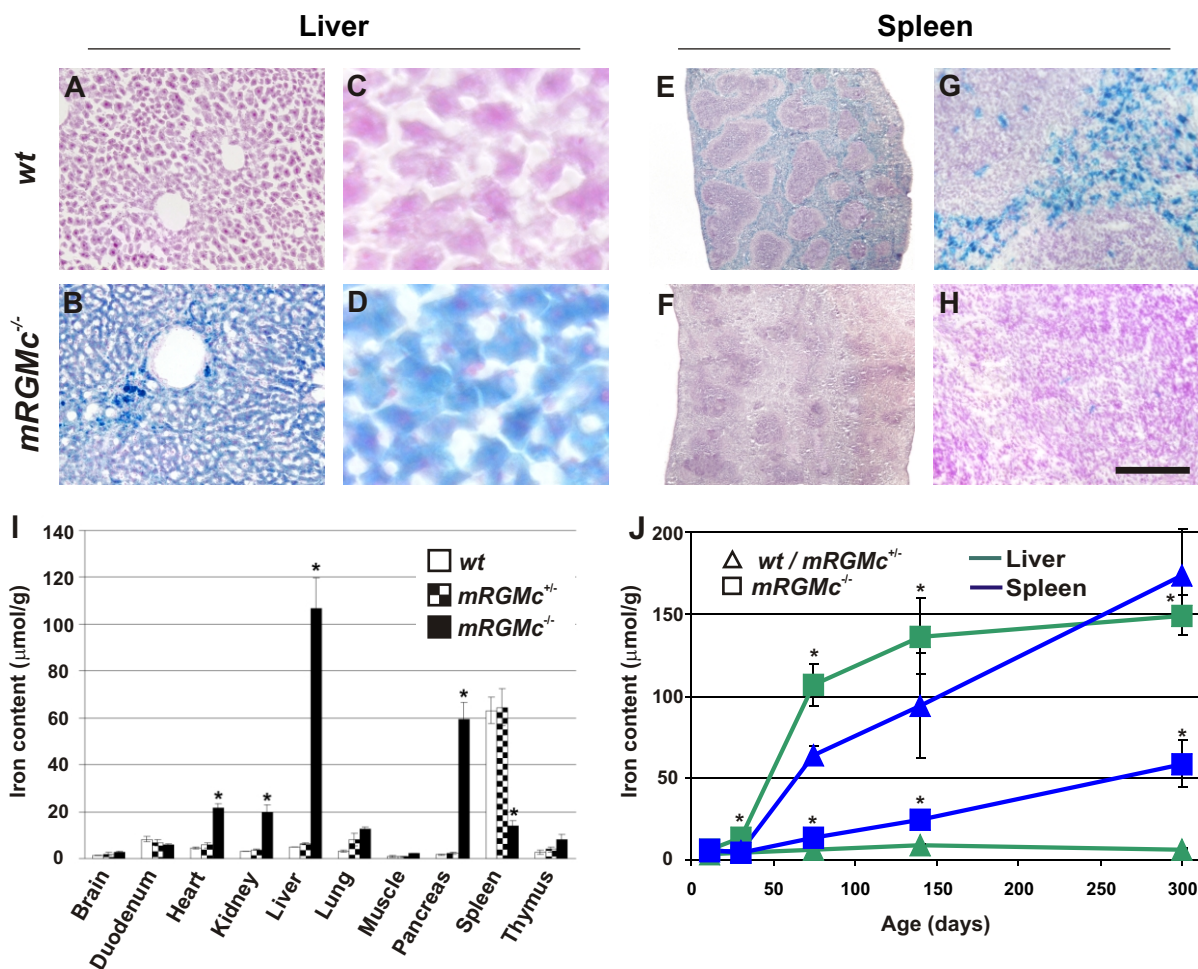 Liver
Spleen
wt
mRGMc-/-
A
C
E
G
B
D
F
H
I
Iron content (μmol/g)
140
120
100
80
60
40
20
0
wt
mRGMc+/-
mRGMc-/-
*
*
*
*
*
Brain
Duodenum
Heart
Kidney
Liver
Lung
Muscle
Pancreas
Spleen
Thymus
J
Iron content (μmol/g)
200
150
100
50
0
wt / mRGMc+/-
mRGMc-/-
Liver
Spleen
*
*
*
*
*
*
*
0
50
100
150
200
250
300
Age (days)